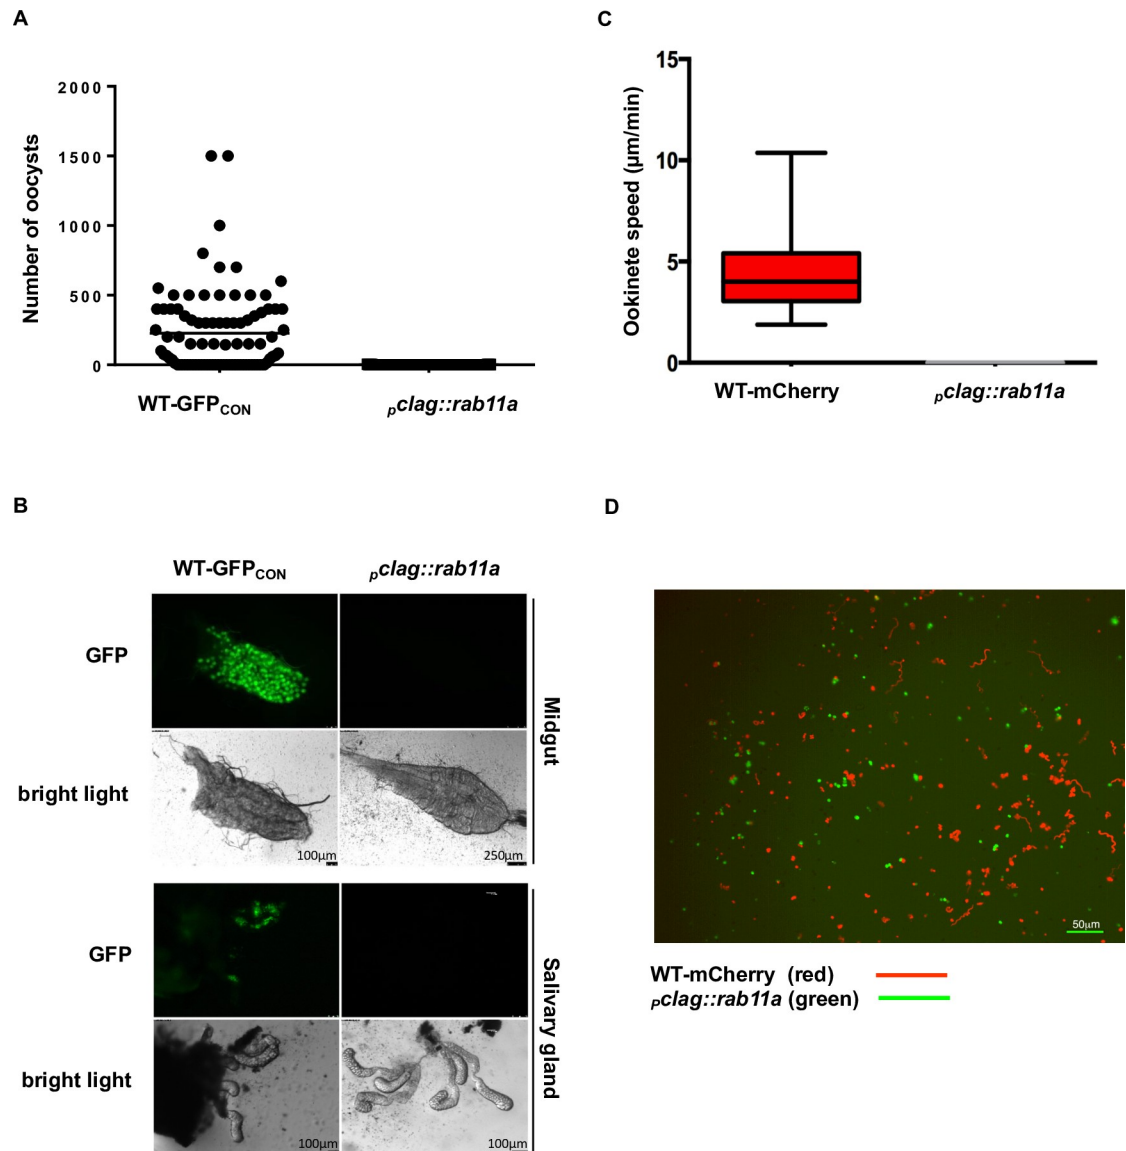 A
Number of oocysts
2000
1500
1000
500
0
WT-GFPCON
pclag::rab11a
C
Ookinete speed (µm/min)
15
10
5
0
WT-mCherry
pclag::rab11a
B
WT-GFPCON
pclag::rab11a
GFP
bright light
100µm
250µm
Midgut
GFP
bright light
100µm
100µm
Salivary gland
D
50µm
WT-mCherry (red)
Pclag::rab11a (green)